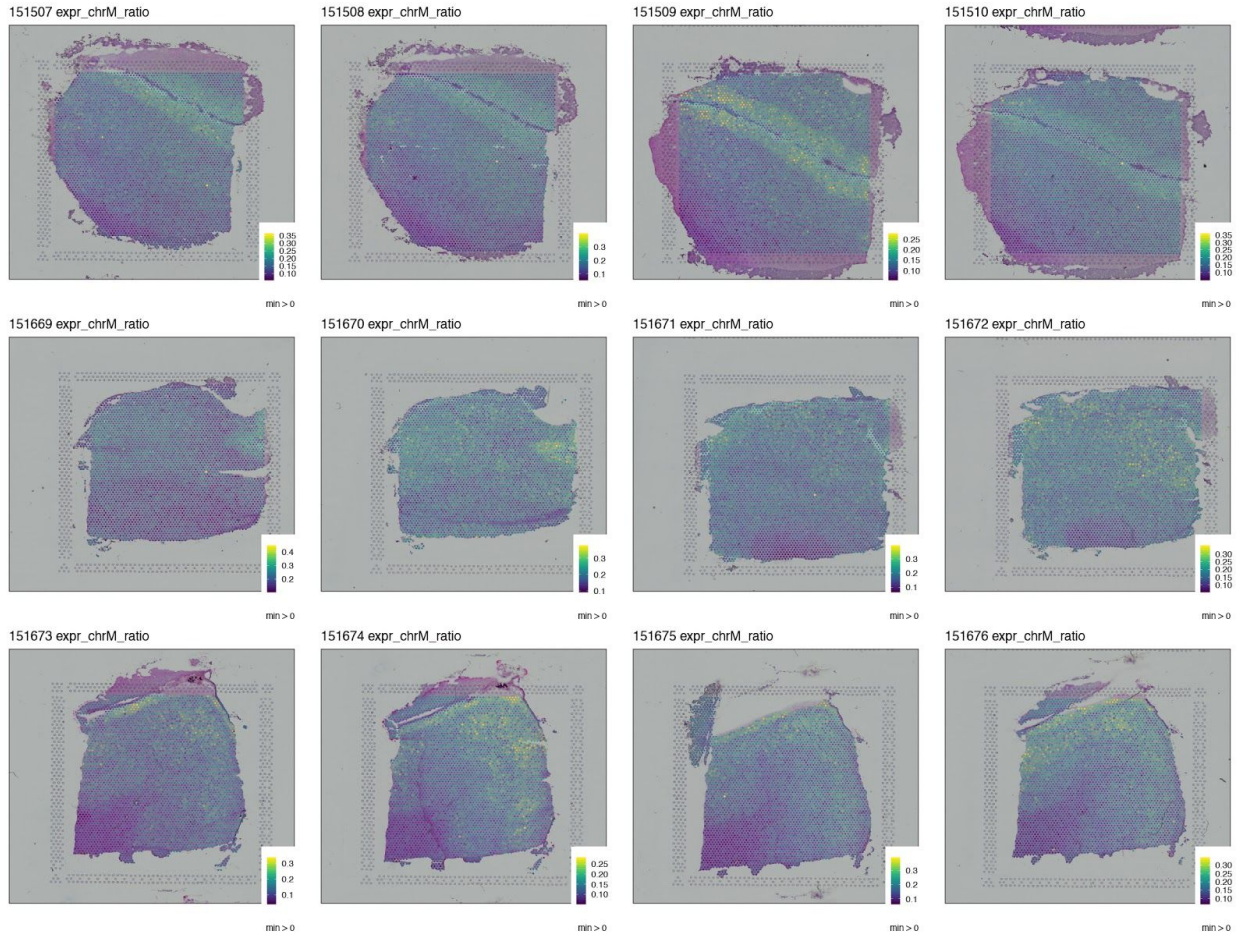 151507 expr_chrM_ratio
0.35
0.30
0.25
0.20
0.15
0.10
min > 0
151508 expr_chrM_ratio
0.3
0.2
0.1
min > 0
151509 expr_chrM_ratio
0.25
0.20
0.15
0.10
min > 0
151510 expr_chrM_ratio
0.35
0.30
0.25
0.20
0.15
0.10
min > 0
151669 expr_chrM_ratio
0.4
0.3
0.2
min > 0
151670 expr_chrM_ratio
0.3
0.2
0.1
min > 0
151671 expr_chrM_ratio
0.3
0.2
0.1
min > 0
151672 expr_chrM_ratio
0.30
0.25
0.20
0.15
0.10
min > 0
151673 expr_chrM_ratio
0.3
0.2
0.1
min > 0
151674 expr_chrM_ratio
0.25
0.20
0.15
0.10
min > 0
151675 expr_chrM_ratio
0.3
0.2
0.1
min > 0
151676 expr_chrM_ratio
0.30
0.25
0.20
0.15
0.10
min > 0